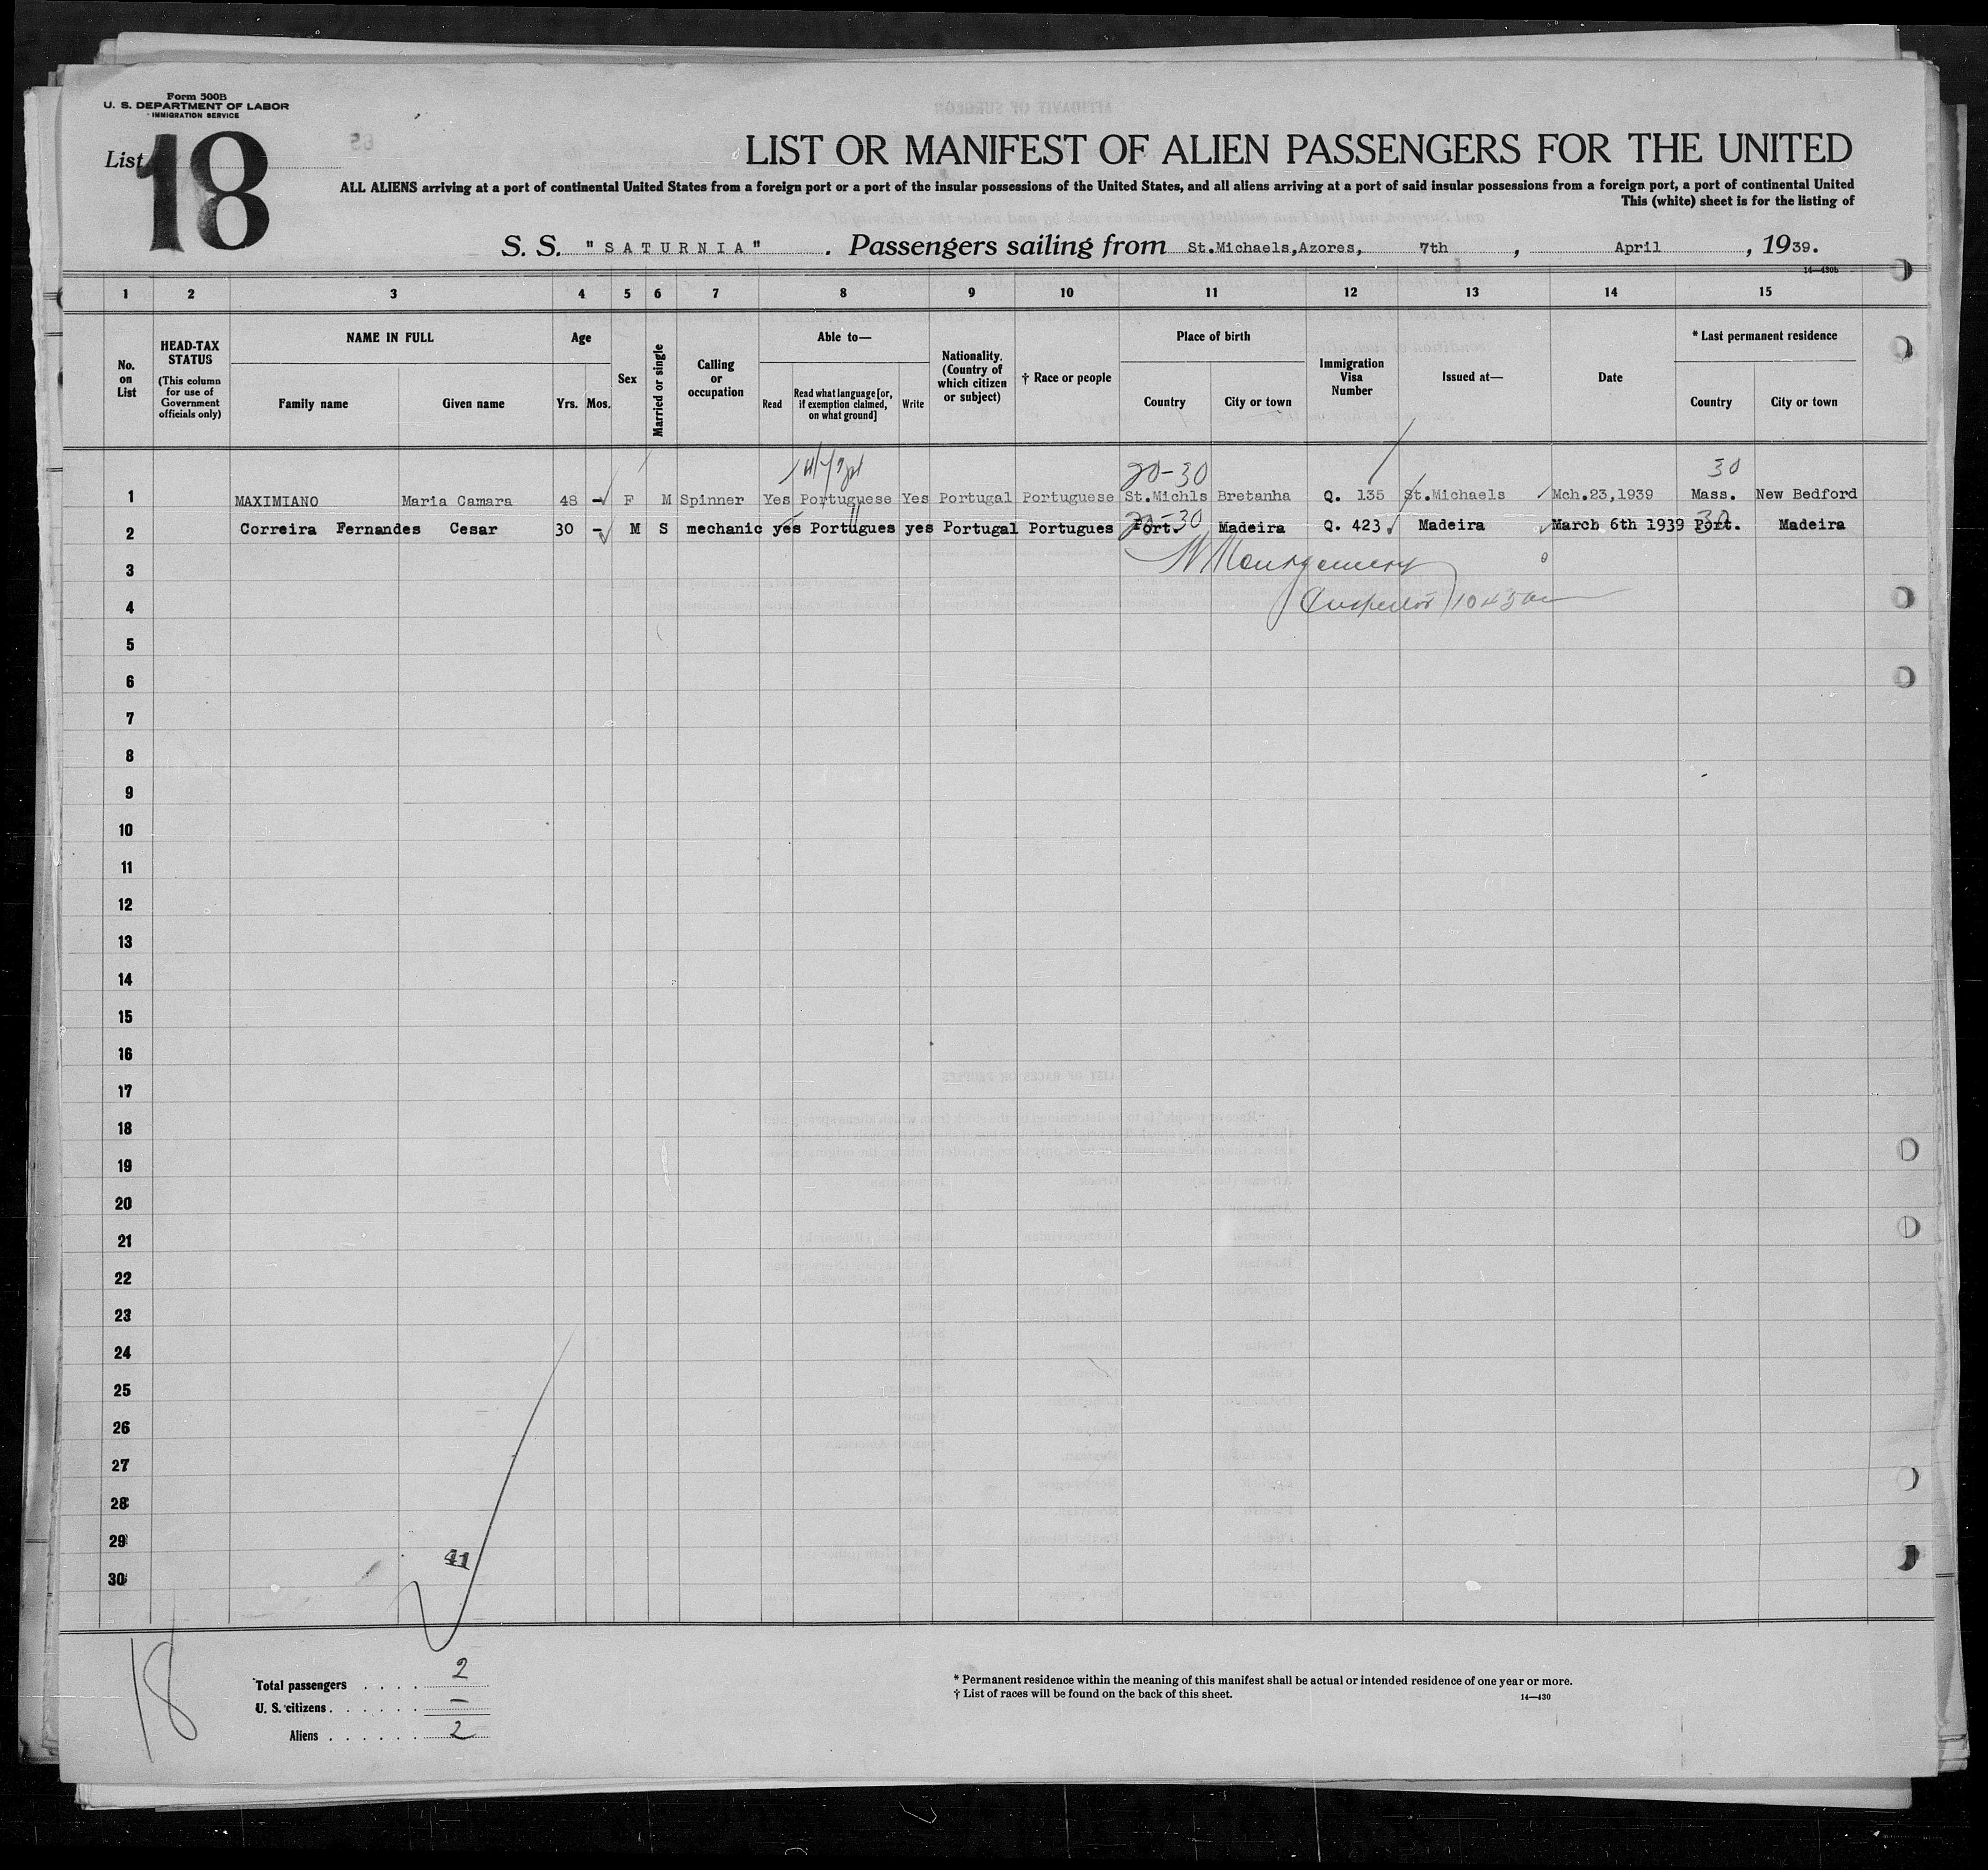 Form 500B
U. S. DEPARTMENT OF LABOR
IMMIGRATION SERVICE
List 18
LIST OR MANIFEST OF ALIEN PASSENGERS FOR THE UNITED
ALL ALIENS arriving at a port of continental United States from a foreign port or a port of the insular possessions of the United States, and all aliens arriving at a port of said insular possessions from a foreign port, a port of continental United
This (white) sheet is for the listing of
S. S. "SATURNIA". Passengers sailing from St.Michaels,Azores, 7th, April, 1939.
14—430b
1 2 3 4 5 6 7 8 9 10 11 12 13 14 15
No. on List
HEAD-TAX STATUS
(This column for use of Government officials only)
NAME IN FULL
Family name Given name
Age
Yrs. Mos.
Sex
Married or single
Calling or occupation
Able to—
Read Read what language [or, if exemption claimed, on what ground] Write
Nationality. (Country of which citizen or subject)
† Race or people
Place of birth
Country City or town
Immigration Visa Number
Issued at—
Date
* Last permanent residence
Country City or town
20-30 30
1 MAXIMIANO Maria Camara 48 - F M Spinner Yes Portuguese Yes Portugal Portuguese St.Michls Bretanha Q. 135 St.Michaels Mch.23,1939 Mass. New Bedford
20-30 30
2 Correira Fernandes Cesar 30 - M S mechanic yes Portugues yes Portugal Portugues Port. Madeira Q. 423 Madeira March 6th 1939 Port. Madeira
3 Montgomery
4 Inspector
5
6
7
8
9
10
11
12
13
14
15
16
17
18
19
20
21
22
23
24
25
26
27
28
29
41
30
18
Total passengers . . . . 2
U. S. citizens . . . . . . —
Aliens . . . . . . 2
* Permanent residence within the meaning of this manifest shall be actual or intended residence of one year or more.
† List of races will be found on the back of this sheet.
14—430